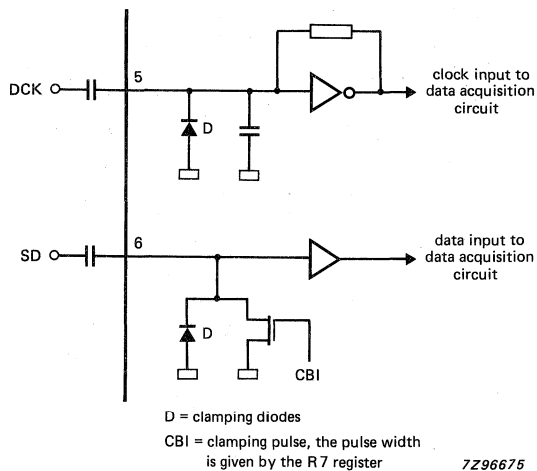 DCK
5
D
clock input to
data acquisition
circuit
SD
6
D
CBI
data input to
data acquisition
circuit
D = clamping diodes
CBI = clamping pulse, the pulse width
is given by the R7 register
7Z96675